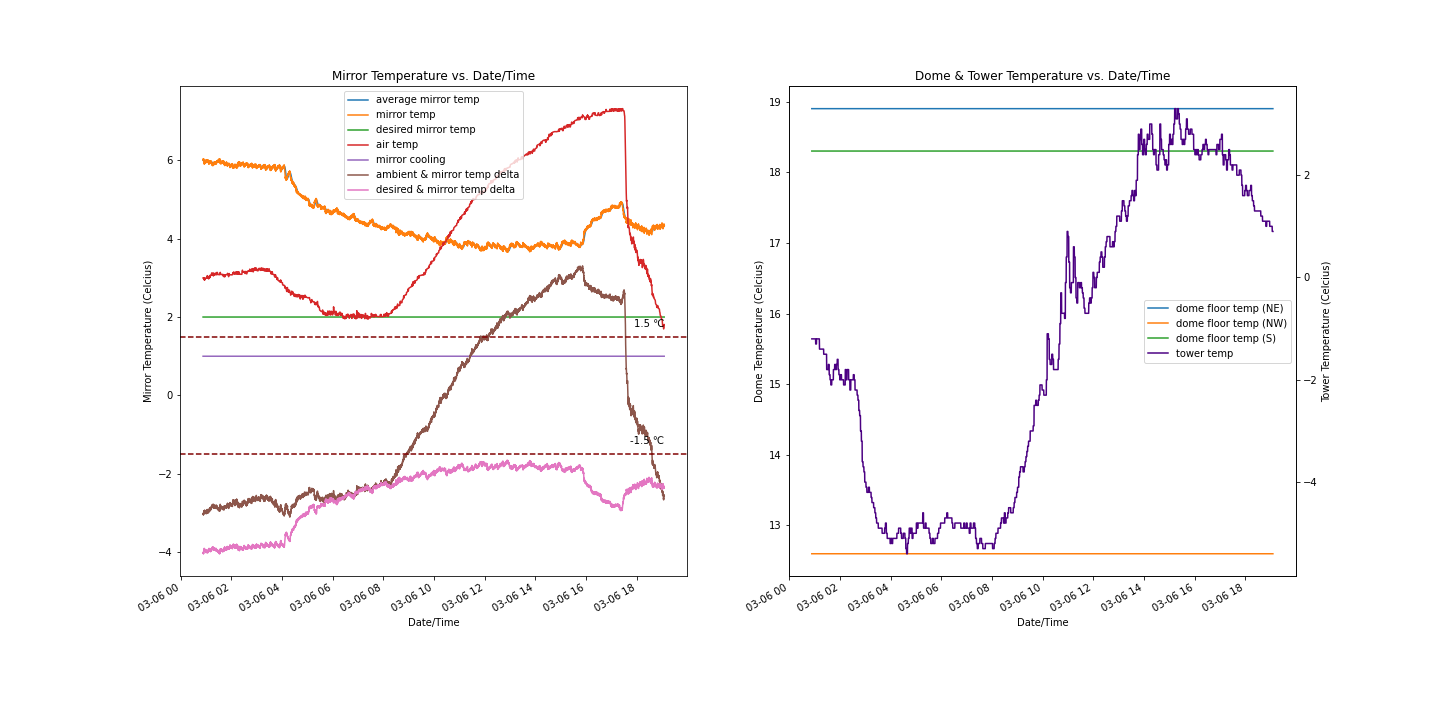 Mirror Temperature vs. Date/Time
average mirror temp
mirror temp
desired mirror temp
air temp
mirror cooling
ambient & mirror temp delta
desired & mirror temp delta
1.5 °C
-1.5 °C
Mirror Temperature (Celcius)
6
4
2
0
−2
−4
03-06 00
03-06 02
03-06 04
03-06 06
03-06 08
03-06 10
03-06 12
03-06 14
03-06 16
03-06 18
Date/Time
Dome & Tower Temperature vs. Date/Time
Dome Temperature (Celcius)
19
18
17
16
15
14
13
dome floor temp (NE)
dome floor temp (NW)
dome floor temp (S)
tower temp
2
0
−2
−4
Tower Temperature (Celcius)
03-06 00
03-06 02
03-06 04
03-06 06
03-06 08
03-06 10
03-06 12
03-06 14
03-06 16
03-06 18
Date/Time